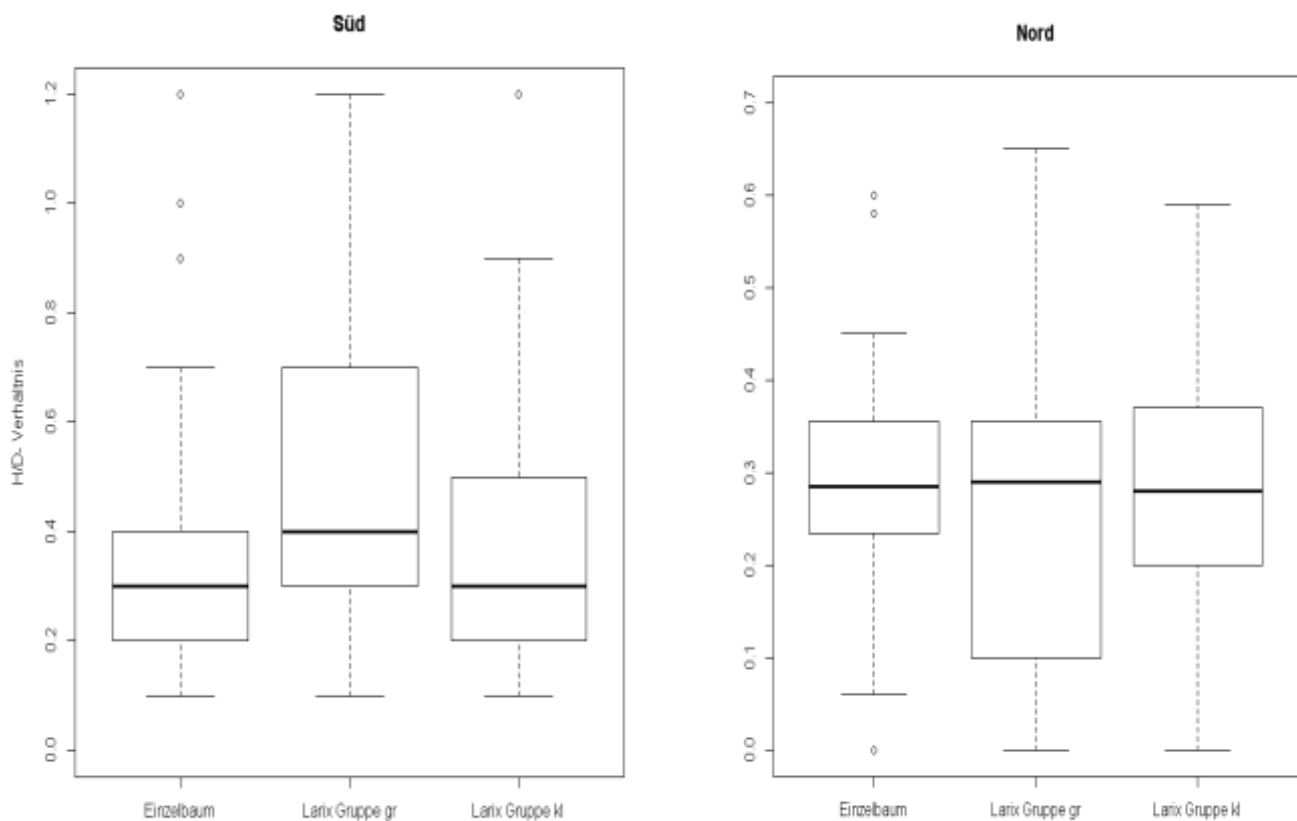 Süd
Nord
H/D- Verhältnis
1.2
1.0
0.8
0.6
0.4
0.2
0.0
Einzelbaum
Larix Gruppe gr
Larix Gruppe kl
0.7
0.6
0.5
0.4
0.3
0.2
0.1
0.0
Einzelbaum
Larix Gruppe gr
Larix Gruppe kl